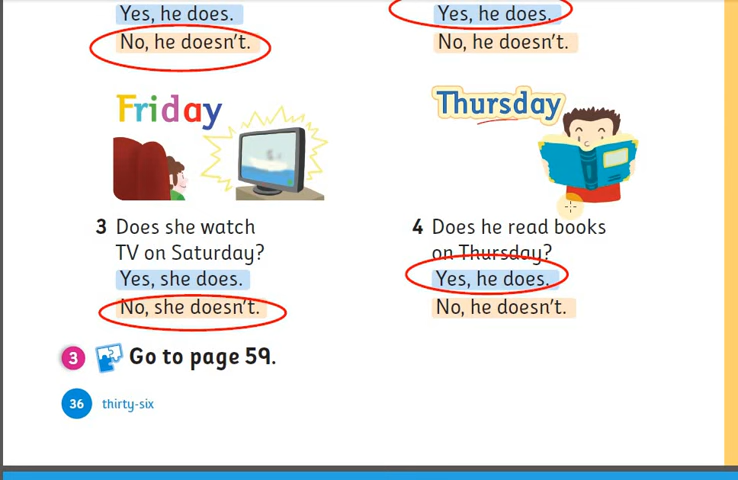 Yes, he does.
No, he doesn't.
Yes, he does.
No, he doesn't.
Friday
3 Does she watch
TV on Saturday?
Yes, she does.
No, she doesn't.
Thursday
4 Does he read books
on Thursday?
Yes, he does.
No, he doesn't.
3 Go to page 59.
36 thirty-six